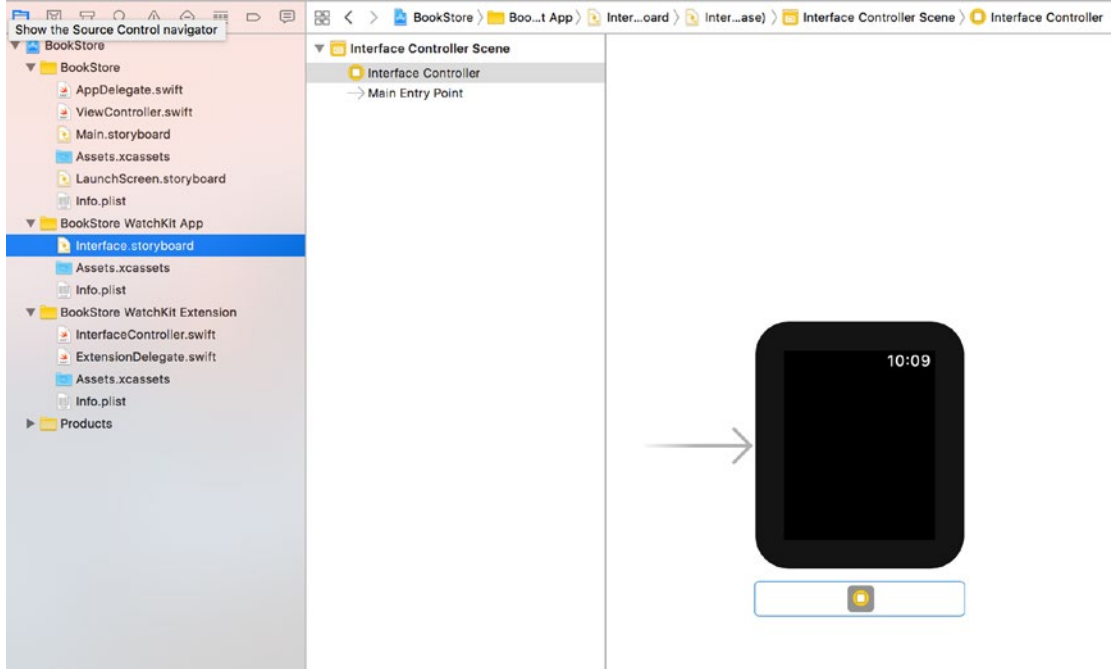 BookStore Boo...t App Inter...oard Inter...ase) Interface Controller Scene Interface Controller
Show the Source Control navigator
BookStore
BookStore
AppDelegate.swift
ViewController.swift
Main.storyboard
Assets.xcassets
LaunchScreen.storyboard
Info.plist
BookStore WatchKit App
Interface.storyboard
Assets.xcassets
Info.plist
BookStore WatchKit Extension
InterfaceController.swift
ExtensionDelegate.swift
Assets.xcassets
Info.plist
Products
Interface Controller Scene
Interface Controller
Main Entry Point
10:09